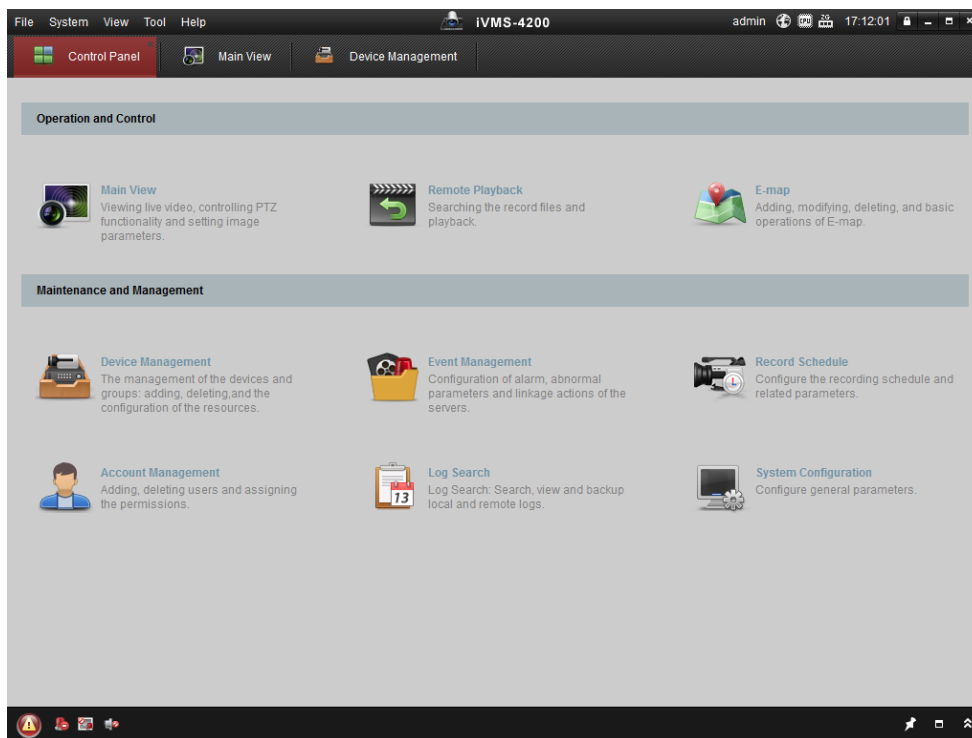 File System View Tool Help iVMS-4200 admin 17:12:01
Control Panel Main View Device Management
Operation and Control
Main View
Viewing live video, controlling PTZ
functionality and setting image
parameters.
Remote Playback
Searching the record files and
playback.
E-map
Adding, modifying, deleting, and basic
operations of E-map.
Maintenance and Management
Device Management
The management of the devices and
groups: adding, deleting,and the
configuration of the resources.
Event Management
Configuration of alarm, abnormal
parameters and linkage actions of the
servers.
Record Schedule
Configure the recording schedule and
related parameters.
Account Management
Adding, deleting users and assigning
the permissions.
13
Log Search
Log Search: Search, view and backup
local and remote logs.
System Configuration
Configure general parameters.